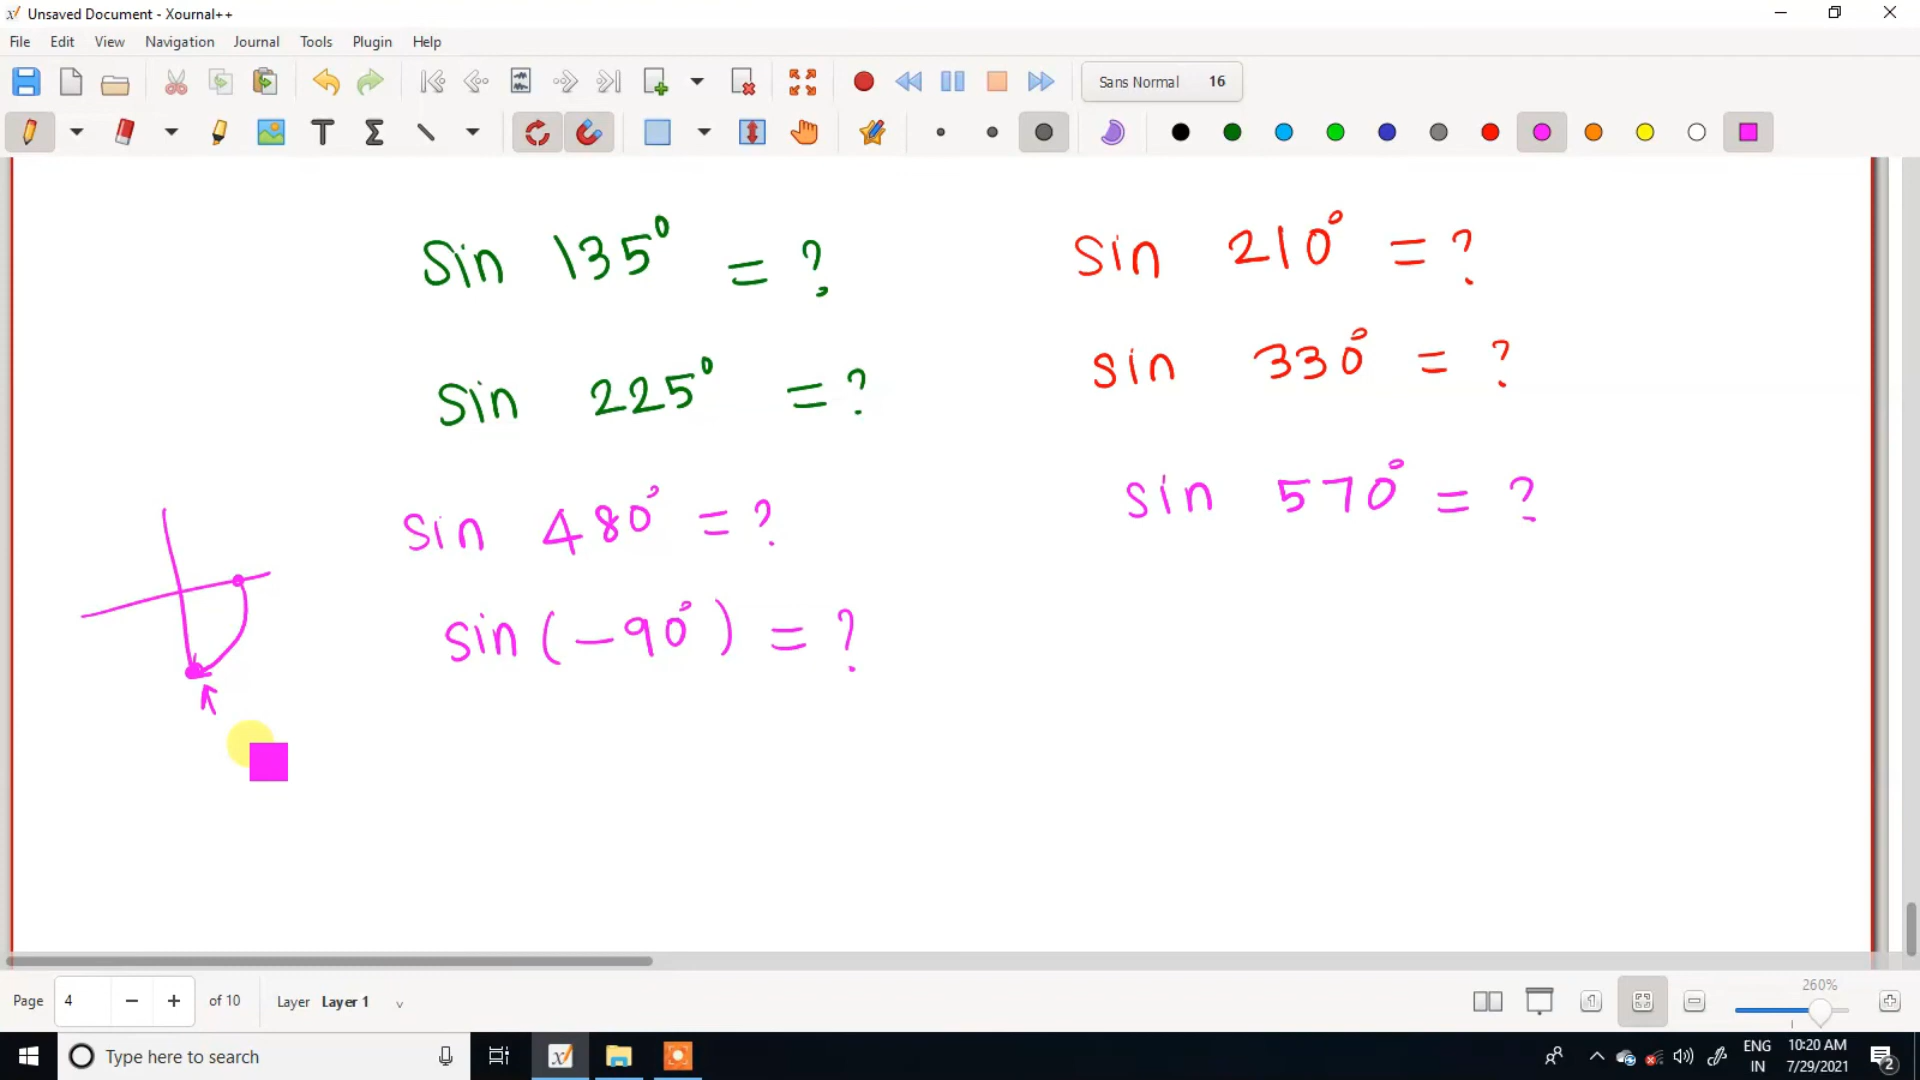 Unsaved Document - Xournal++
File Edit View Navigation Journal Tools Plugin Help
Sans Normal 16
sin 135° = ?
sin 210° = ?
sin 225° = ?
sin 330° = ?
sin 480° = ?
sin 570° = ?
sin(-90°) = ?
Page 4 of 10 Layer Layer 1
260%
Type here to search
ENG
IN
10:20 AM
7/29/2021
2